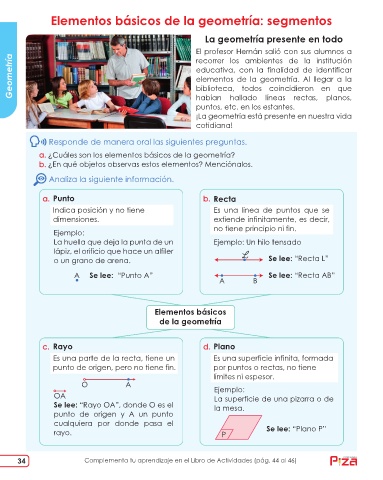 Elementos básicos de la geometría: segmentos
Geometría
La geometría presente en todo
El profesor Hernán salió con sus alumnos a
recorrer los ambientes de la institución
educativa, con la finalidad de identificar
elementos de la geometría. Al llegar a la
biblioteca, todos coincidieron en que
habían hallado líneas rectas, planos,
puntos, etc. en los estantes.
¡La geometría está presente en nuestra vida
cotidiana!
Responde de manera oral las siguientes preguntas.
a. ¿Cuáles son los elementos básicos de la geometría?
b. ¿En qué objetos observas estos elementos? Menciónalos.
Analiza la siguiente información.
a. Punto
Indica posición y no tiene
dimensiones.
Ejemplo:
La huella que deja la punta de un
lápiz, el orificio que hace un alfiler
o un grano de arena.
A Se lee: "Punto A"
b. Recta
Es una línea de puntos que se
extiende infinitamente, es decir,
no tiene principio ni fin.
Ejemplo: Un hilo tensado
Se lee: "Recta L"
A B Se lee: "Recta AB"
Elementos básicos
de la geometría
c. Rayo
Es una parte de la recta, tiene un
punto de origen, pero no tiene fin.
O A
OA
Se lee: "Rayo OA", donde O es el
punto de origen y A un punto
cualquiera por donde pasa el
rayo.
d. Plano
Es una superficie infinita, formada
por puntos o rectas, no tiene
límites ni espesor.
Ejemplo:
La superficie de una pizarra o de
la mesa.
P Se lee: "Plano P"
34
Complementa tu aprendizaje en el Libro de Actividades (pág. 44 al 46)